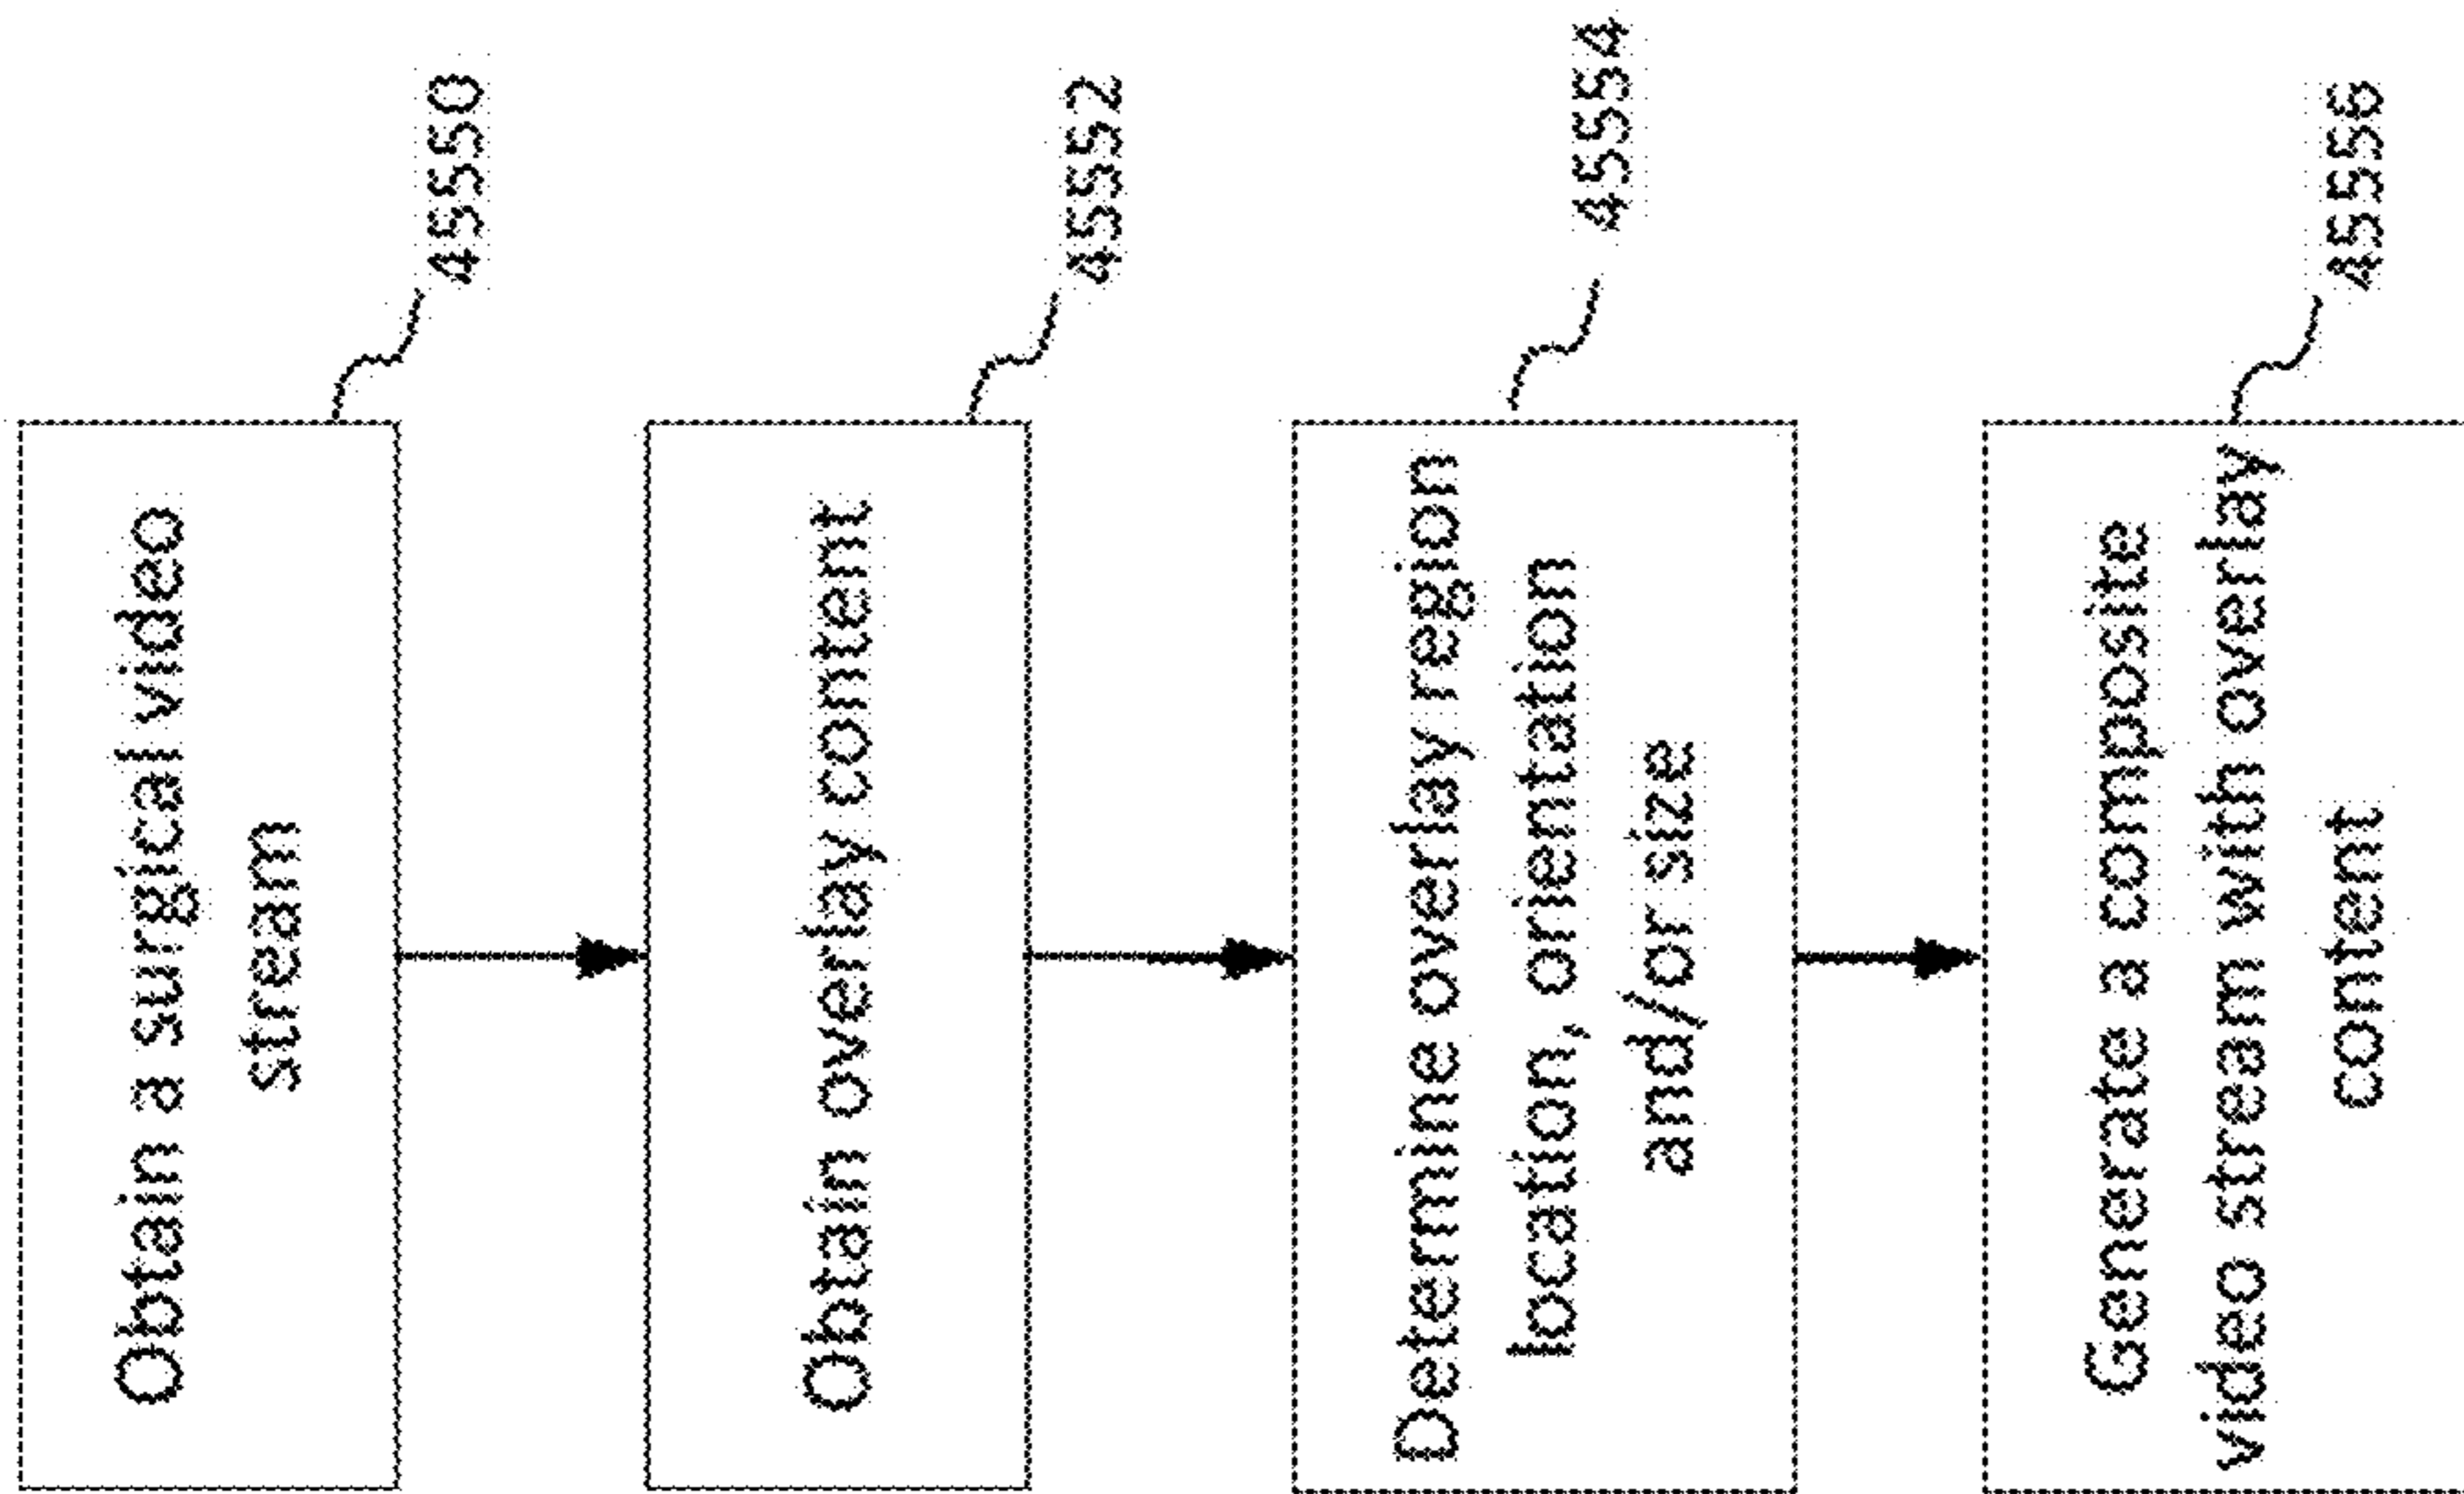 Obtain a surgical video
stream
45550
Obtain overlay content
45552
Determine overlay region
location, orientation
and/or size
45554
Generate a composite
video stream with overlay
content
45556